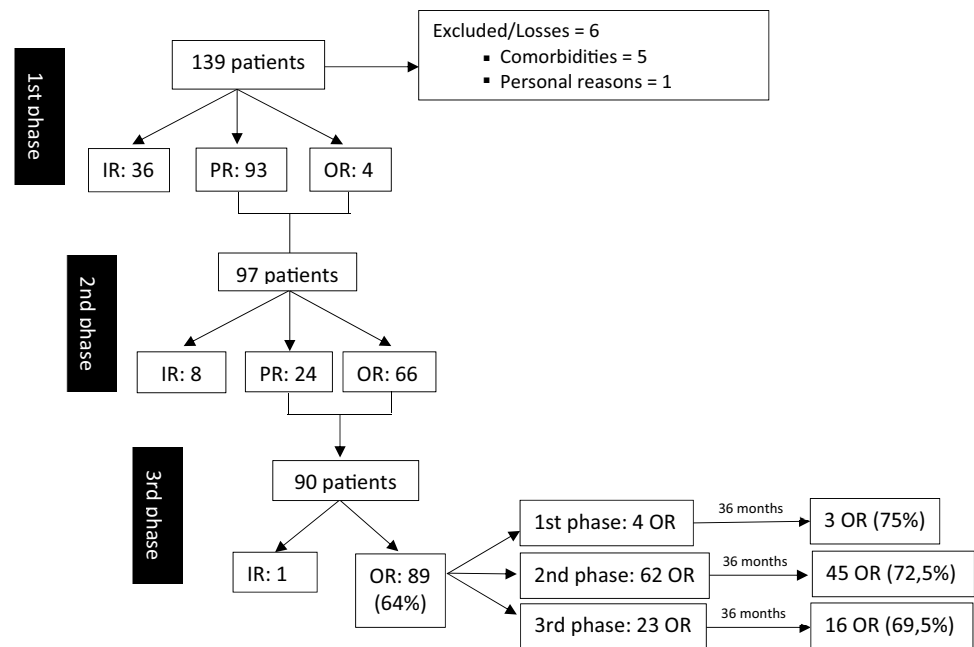 1st phase
139 patients
Excluded/Losses = 6
▪ Comorbidities = 5
▪ Personal reasons = 1
IR: 36
PR: 93
OR: 4
2nd phase
97 patients
IR: 8
PR: 24
OR: 66
3rd phase
90 patients
IR: 1
OR: 89
(64%)
1st phase: 4 OR
36 months
3 OR (75%)
2nd phase: 62 OR
36 months
45 OR (72,5%)
3rd phase: 23 OR
36 months
16 OR (69,5%)